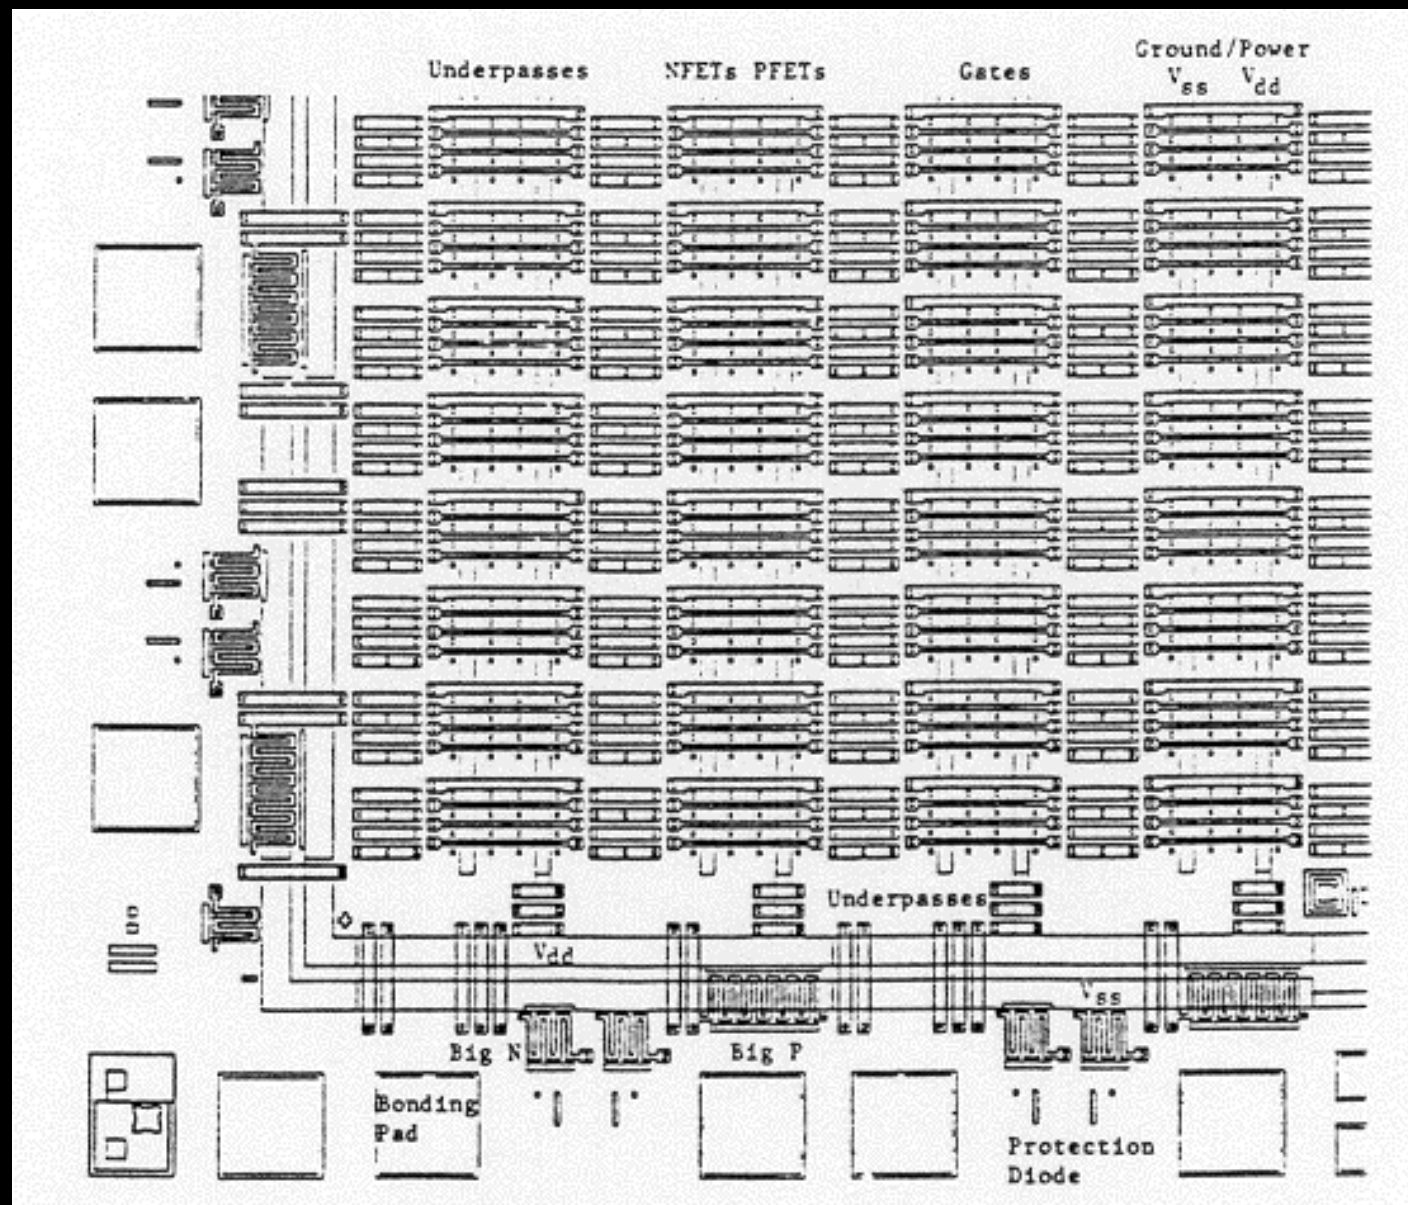 Ground/Power
Underpasses NFETs PFETs Gates Vss Vdd
Underpasses
Vdd
Vss
Big N Big P
Bonding
Pad
Protection
Diode